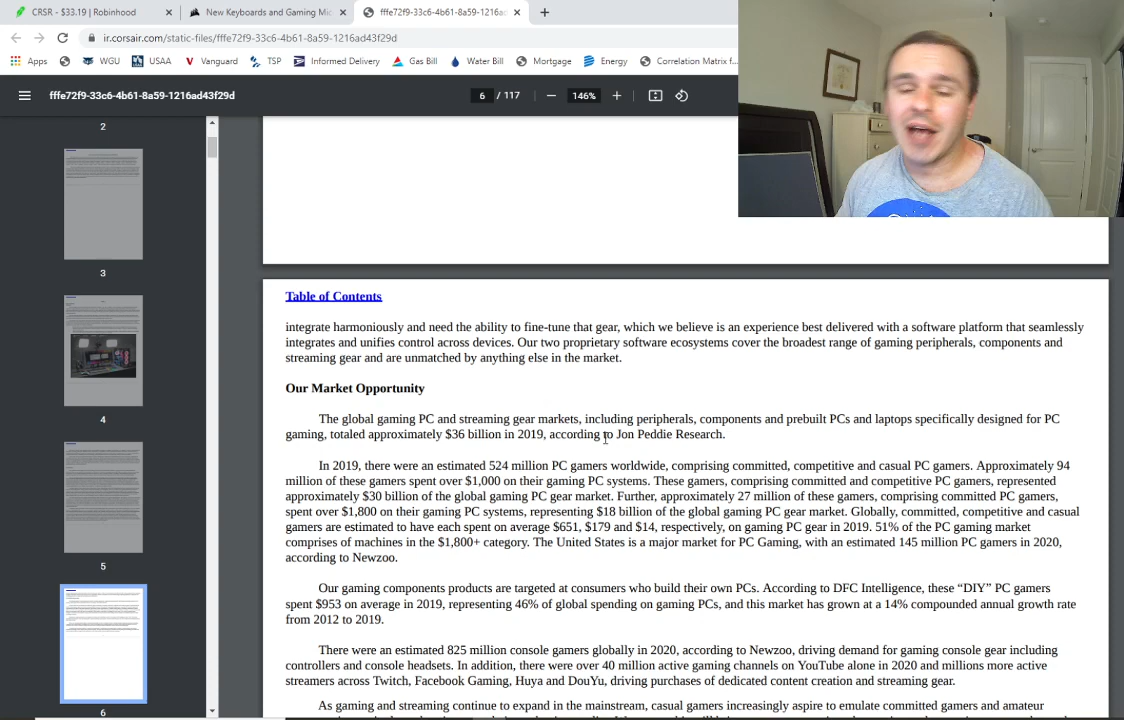 CRSR - $33.19 | Robinhood
New Keyboards and Gaming Mic
fffe72f9-33c6-4b61-8a59-1216ad
ir.corsair.com/static-files/fffe72f9-33c6-4b61-8a59-1216ad43f29d
Apps WGU USAA Vanguard TSP Informed Delivery Gas Bill Water Bill Mortgage Energy Correlation Matrix f...
fffe72f9-33c6-4b61-8a59-1216ad43f29d
6 / 117 146%
2
3
4
5
6
Table of Contents
integrate harmoniously and need the ability to fine-tune that gear, which we believe is an experience best delivered with a software platform that seamlessly
integrates and unifies control across devices. Our two proprietary software ecosystems cover the broadest range of gaming peripherals, components and
streaming gear and are unmatched by anything else in the market.
Our Market Opportunity
The global gaming PC and streaming gear markets, including peripherals, components and prebuilt PCs and laptops specifically designed for PC
gaming, totaled approximately $36 billion in 2019, according to Jon Peddie Research.
In 2019, there were an estimated 524 million PC gamers worldwide, comprising committed, competitive and casual PC gamers. Approximately 94
million of these gamers spent over $1,000 on their gaming PC systems. These gamers, comprising committed and competitive PC gamers, represented
approximately $30 billion of the global gaming PC gear market. Further, approximately 27 million of these gamers, comprising committed PC gamers,
spent over $1,800 on their gaming PC systems, representing $18 billion of the global gaming PC gear market. Globally, committed, competitive and casual
gamers are estimated to have each spent on average $651, $179 and $14, respectively, on gaming PC gear in 2019. 51% of the PC gaming market
comprises of machines in the $1,800+ category. The United States is a major market for PC Gaming, with an estimated 145 million PC gamers in 2020,
according to Newzoo.
Our gaming components products are targeted at consumers who build their own PCs. According to DFC Intelligence, these “DIY” PC gamers
spent $953 on average in 2019, representing 46% of global spending on gaming PCs, and this market has grown at a 14% compounded annual growth rate
from 2012 to 2019.
There were an estimated 825 million console gamers globally in 2020, according to Newzoo, driving demand for gaming console gear including
controllers and console headsets. In addition, there were over 40 million active gaming channels on YouTube alone in 2020 and millions more active
streamers across Twitch, Facebook Gaming, Huya and DouYu, driving purchases of dedicated content creation and streaming gear.
As gaming and streaming continue to expand in the mainstream, casual gamers increasingly aspire to emulate committed gamers and amateur